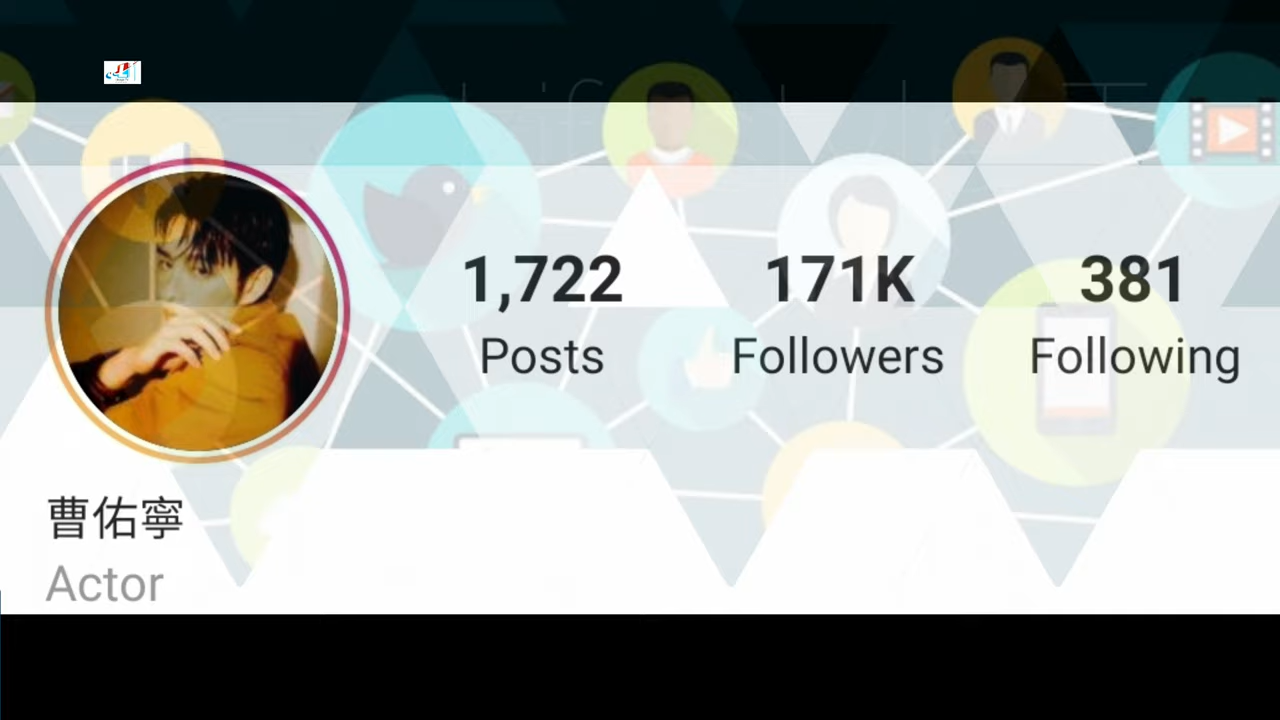 1,722 171K 381
Posts Followers Following
曹佑寧
Actor